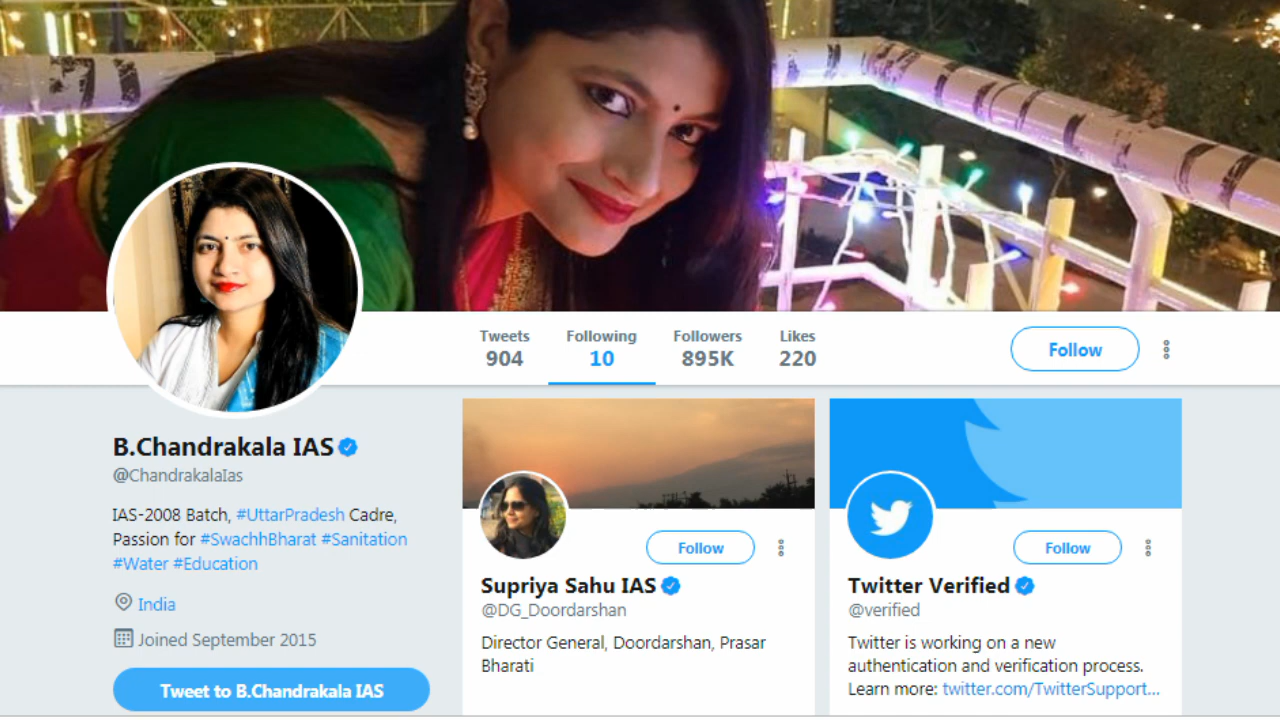 Tweets
904
Following
10
Followers
895K
Likes
220
Follow
B.Chandrakala IAS
@ChandrakalaIas
IAS-2008 Batch, #UttarPradesh Cadre,
Passion for #SwachhBharat #Sanitation
#Water #Education
India
Joined September 2015
Tweet to B.Chandrakala IAS
Follow
Supriya Sahu IAS
@DG_Doordarshan
Director General, Doordarshan, Prasar
Bharati
Follow
Twitter Verified
@verified
Twitter is working on a new
authentication and verification process.
Learn more: twitter.com/TwitterSupport...